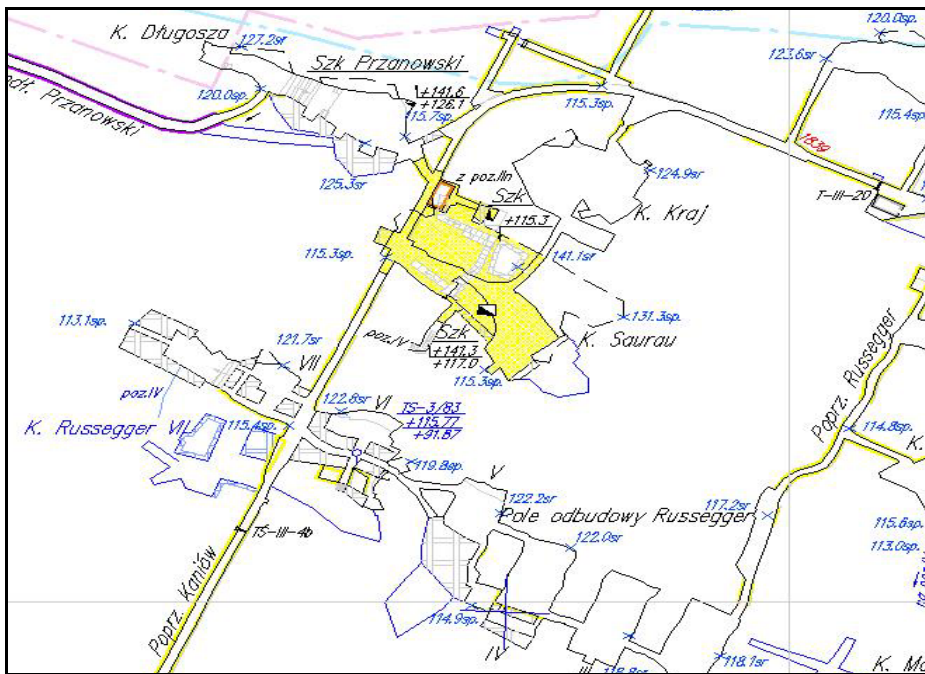 K. Długosza
127.2sr
Szk Przanowski
+141.6
+126.1
120.0sp.
123.6sr
120.0sp.
115.4sp.
115.3sp.
115.7sp.
Przanowski
125.3sr
1839
z poz.IIn
124.9sr
Szk
+115.3
T-III-20
K. Kraj
115.3sp.
141.1sr
113.1sp.
131.3sp.
poz.IV
Szk
+141.3
+117.0
K. Saurau
Poprz. Russegger
121.7sr
VII
115.3sp.
poz.IV
122.8sr
VI
TS-3/83
+115.77
+91.87
K. Russegger VII
115.4sp.
114.8sp.
K.
119.8sp.
V
122.2sr
117.2sr
Pole odbudowy Russegger
115.6sp.
TS-III-4b
122.0sr
113.0sp.
Poprz. Kaniów
114.9sp.
IV
III
118.1sr